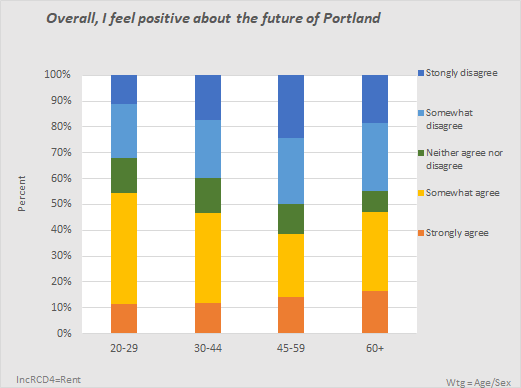 Overall, I feel positive about the future of Portland
100%
90%
80%
70%
60%
50%
40%
30%
20%
10%
0%
Percent
20-29
30-44
45-59
60+
Stongly disagree
Somewhat
disagree
Neither agree nor
disagree
Somewhat agree
Strongly agree
IncRCD4=Rent
Wtg = Age/Sex